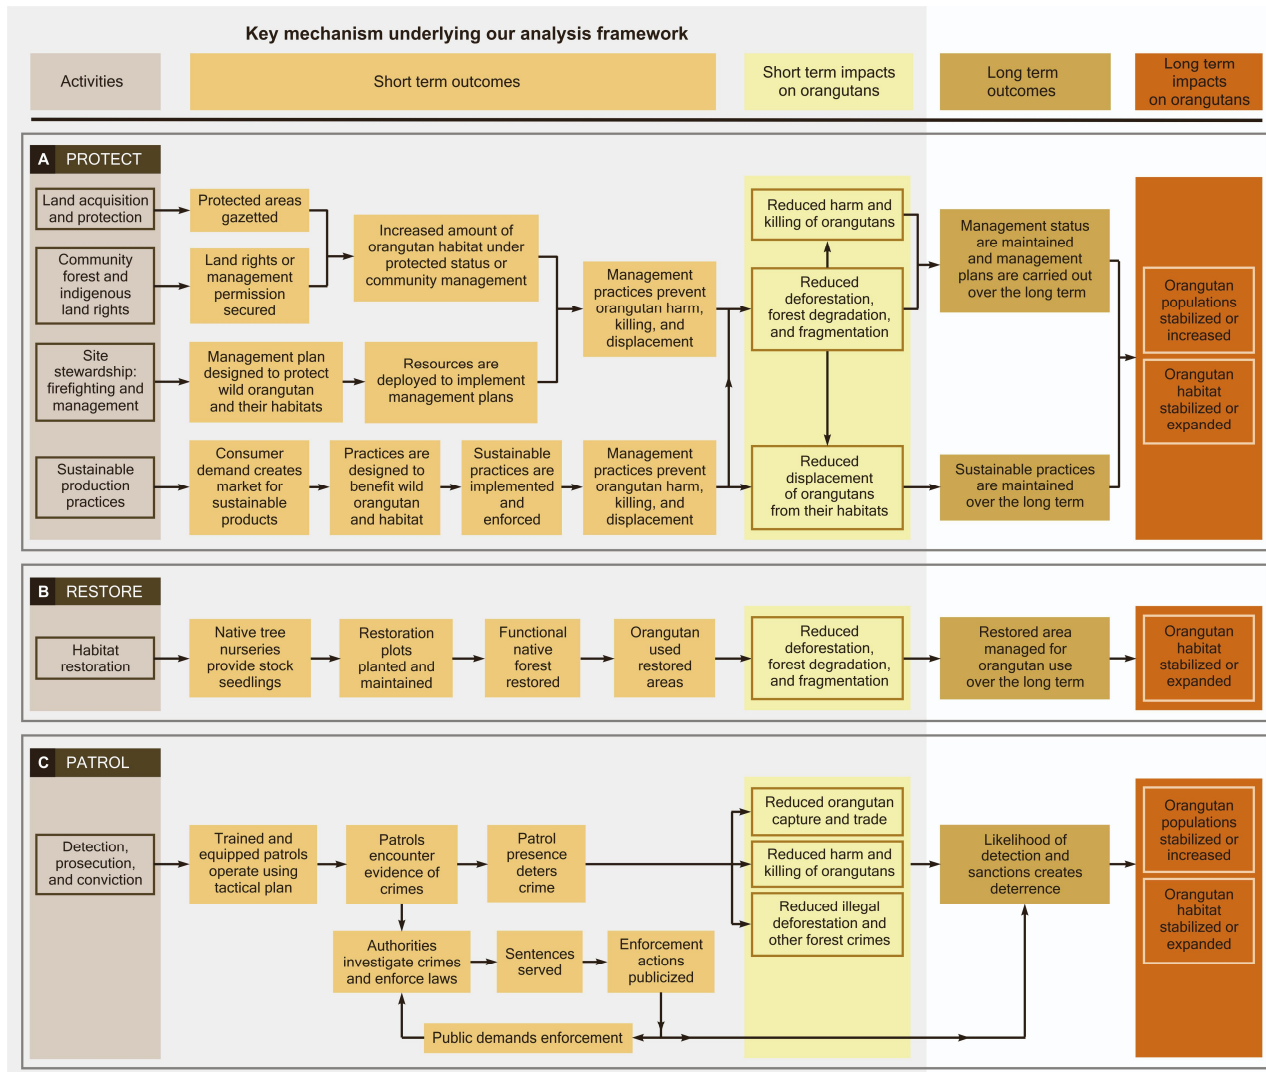 Key mechanism underlying our analysis framework
Activities
Short term outcomes
Short term impacts
on orangutans
Long term
outcomes
Long term
impacts
on orangutans
A PROTECT
Land acquisition
and protection
Protected areas
gazetted
Community
forest and
indigenous
land rights
Land rights or
management
permission
secured
Increased amount of
orangutan habitat under
protected status or
community management
Site
stewardship:
firefighting and
management
Management plan
designed to protect
wild orangutan
and their habitats
Resources are
deployed to implement
management plans
Management
practices prevent
orangutan harm,
killing, and
displacement
Sustainable
production
practices
Consumer
demand creates
market for
sustainable
products
Practices are
designed to
benefit wild
orangutan
and habitat
Sustainable
practices are
implemented
and
enforced
Management
practices prevent
orangutan harm,
killing, and
displacement
Reduced harm and
killing of orangutans
Reduced
deforestation,
forest degradation,
and fragmentation
Reduced
displacement
of orangutans
from their habitats
Management status
are maintained
and management
plans are carried out
over the long term
Sustainable practices
are maintained
over the long term
Orangutan
populations
stabilized or
increased
Orangutan
habitat
stabilized or
expanded
B RESTORE
Habitat
restoration
Native tree
nurseries
provide stock
seedlings
Restoration
plots
planted and
maintained
Functional
native
forest
restored
Orangutan
used
restored
areas
Reduced
deforestation,
forest degradation,
and fragmentation
Restored area
managed for
orangutan use
over the long term
Orangutan
habitat
stabilized or
expanded
C PATROL
Detection,
prosecution,
and conviction
Trained and
equipped patrols
operate using
tactical plan
Patrols
encounter
evidence of
crimes
Patrol
presence
deters
crime
Authorities
investigate crimes
and enforce laws
Sentences
served
Enforcement
actions
publicized
Public demands enforcement
Reduced orangutan
capture and trade
Reduced harm and
killing of orangutans
Reduced illegal
deforestation and
other forest crimes
Likelihood of
detection and
sanctions creates
deterrence
Orangutan
populations
stabilized or
increased
Orangutan
habitat
stabilized or
expanded